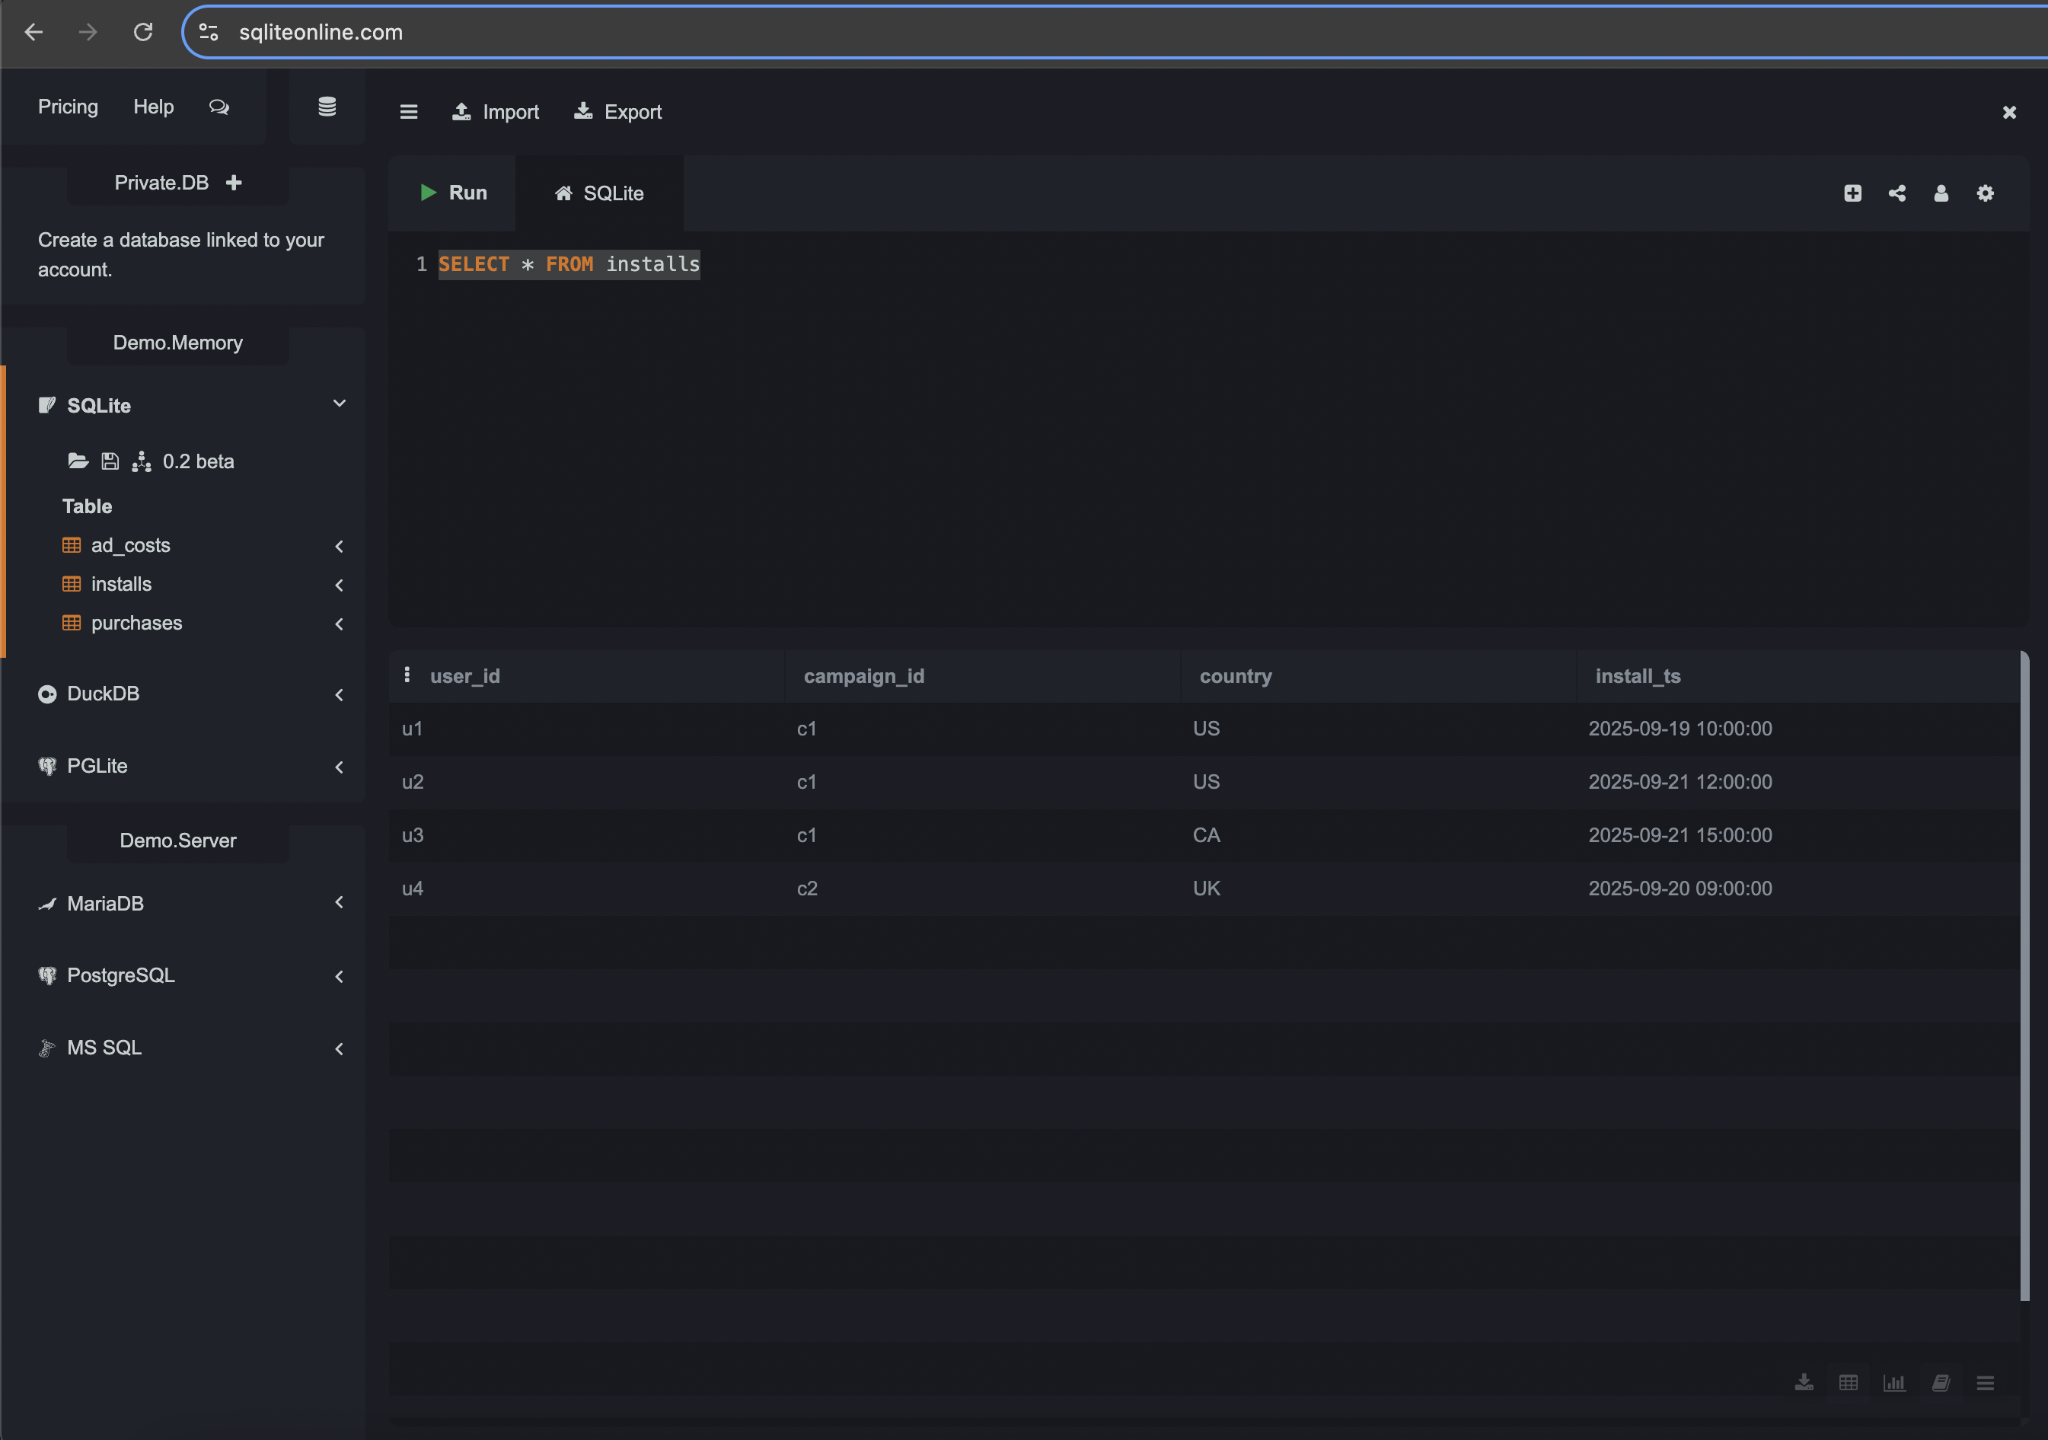 sqliteonline.com
Pricing Help
Import Export
Private.DB
Create a database linked to your
account.
Demo.Memory
SQLite
0.2 beta
Table
ad_costs
installs
purchases
DuckDB
PGLite
Demo.Server
MariaDB
PostgreSQL
MS SQL
Run SQLite
1 SELECT * FROM installs
user_id campaign_id country install_ts
u1 c1 US 2025-09-19 10:00:00
u2 c1 US 2025-09-21 12:00:00
u3 c1 CA 2025-09-21 15:00:00
u4 c2 UK 2025-09-20 09:00:00